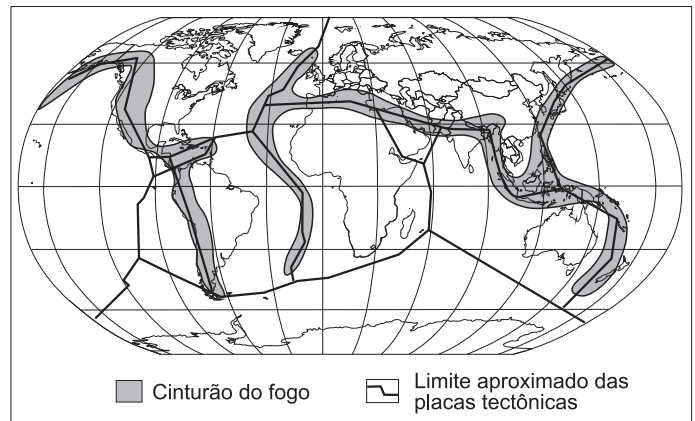 Cinturão do fogo
Limite aproximado das
placas tectônicas